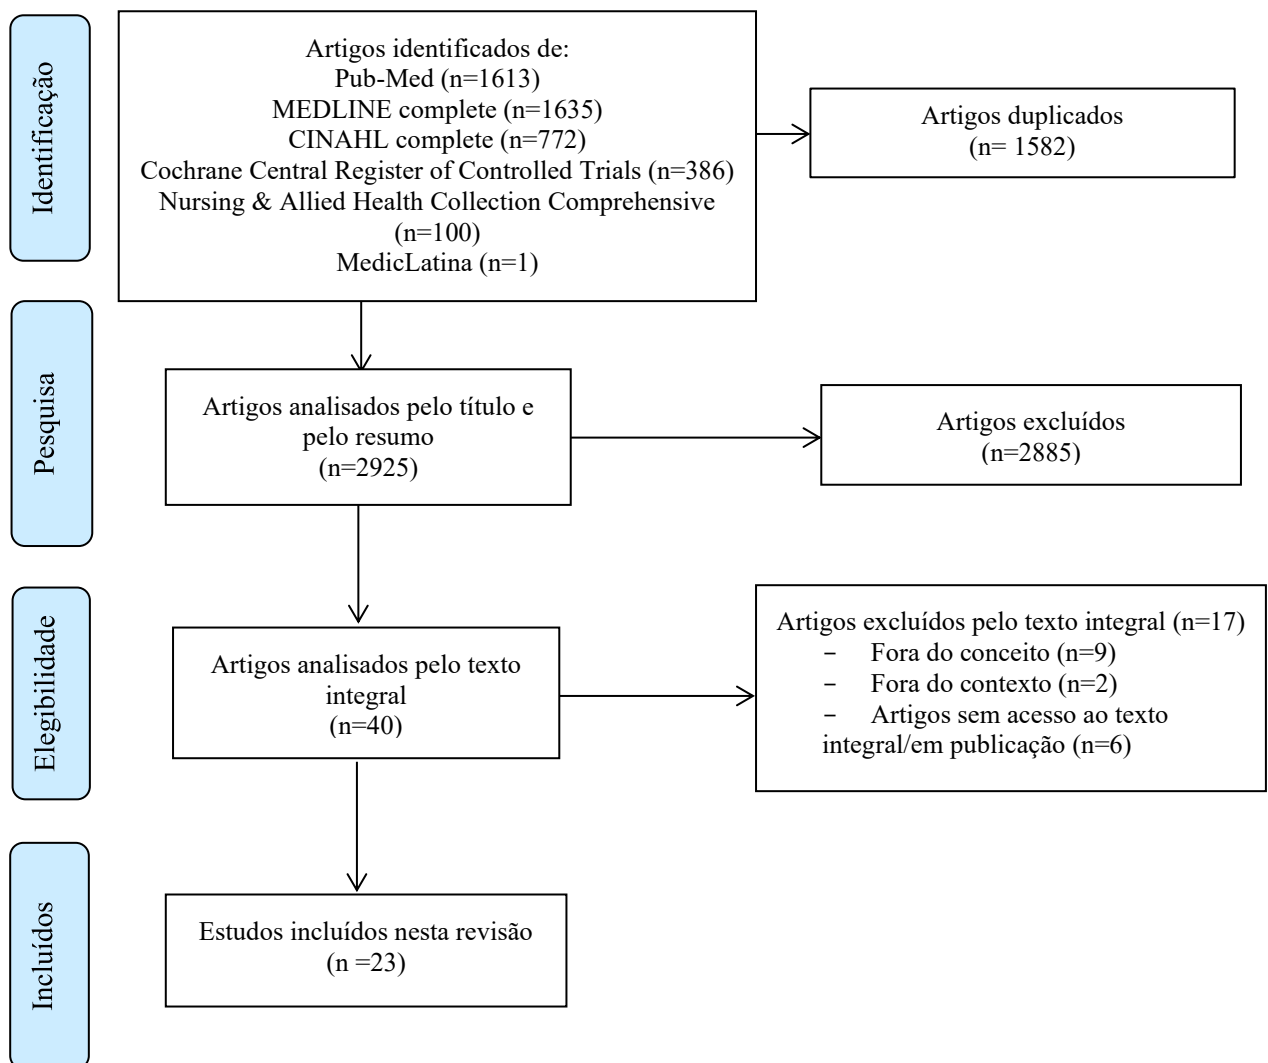 Identificação
Artigos identificados de:
Pub-Med (n=1613)
MEDLINE complete (n=1635)
CINAHL complete (n=772)
Cochrane Central Register of Controlled Trials (n=386)
Nursing & Allied Health Collection Comprehensive
(n=100)
MedicLatina (n=1)
Artigos duplicados
(n= 1582)
Pesquisa
Artigos analisados pelo título e
pelo resumo
(n=2925)
Artigos excluídos
(n=2885)
Elegibilidade
Artigos analisados pelo texto
integral
(n=40)
Artigos excluídos pelo texto integral (n=17)
− Fora do conceito (n=9)
− Fora do contexto (n=2)
− Artigos sem acesso ao texto
integral/em publicação (n=6)
Incluídos
Estudos incluídos nesta revisão
(n =23)